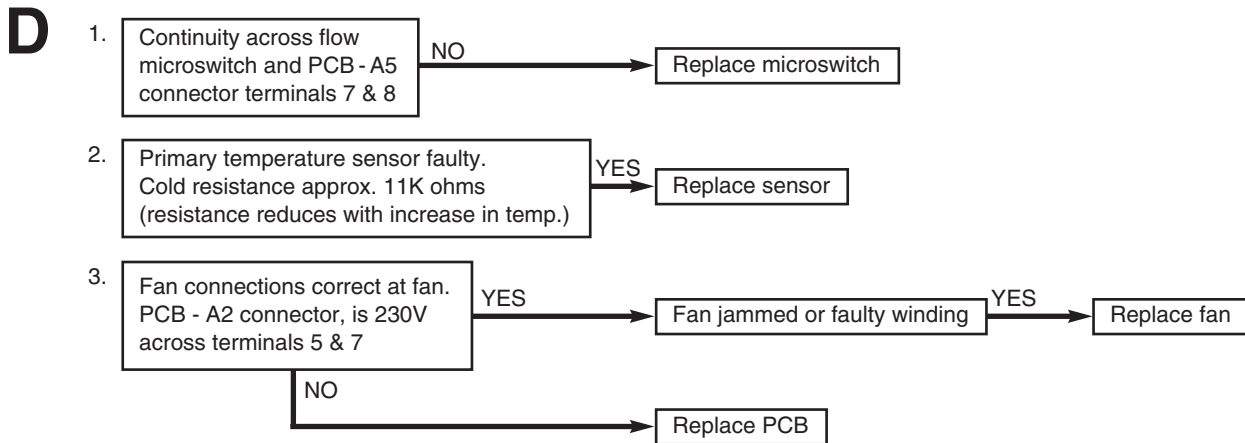 D
1.
Continuity across flow
microswitch and PCB - A5
connector terminals 7 & 8
NO
Replace microswitch
2.
Primary temperature sensor faulty.
Cold resistance approx. 11K ohms
(resistance reduces with increase in temp.)
YES
Replace sensor
3.
Fan connections correct at fan.
PCB - A2 connector, is 230V
across terminals 5 & 7
YES
Fan jammed or faulty winding
YES
Replace fan
NO
Replace PCB